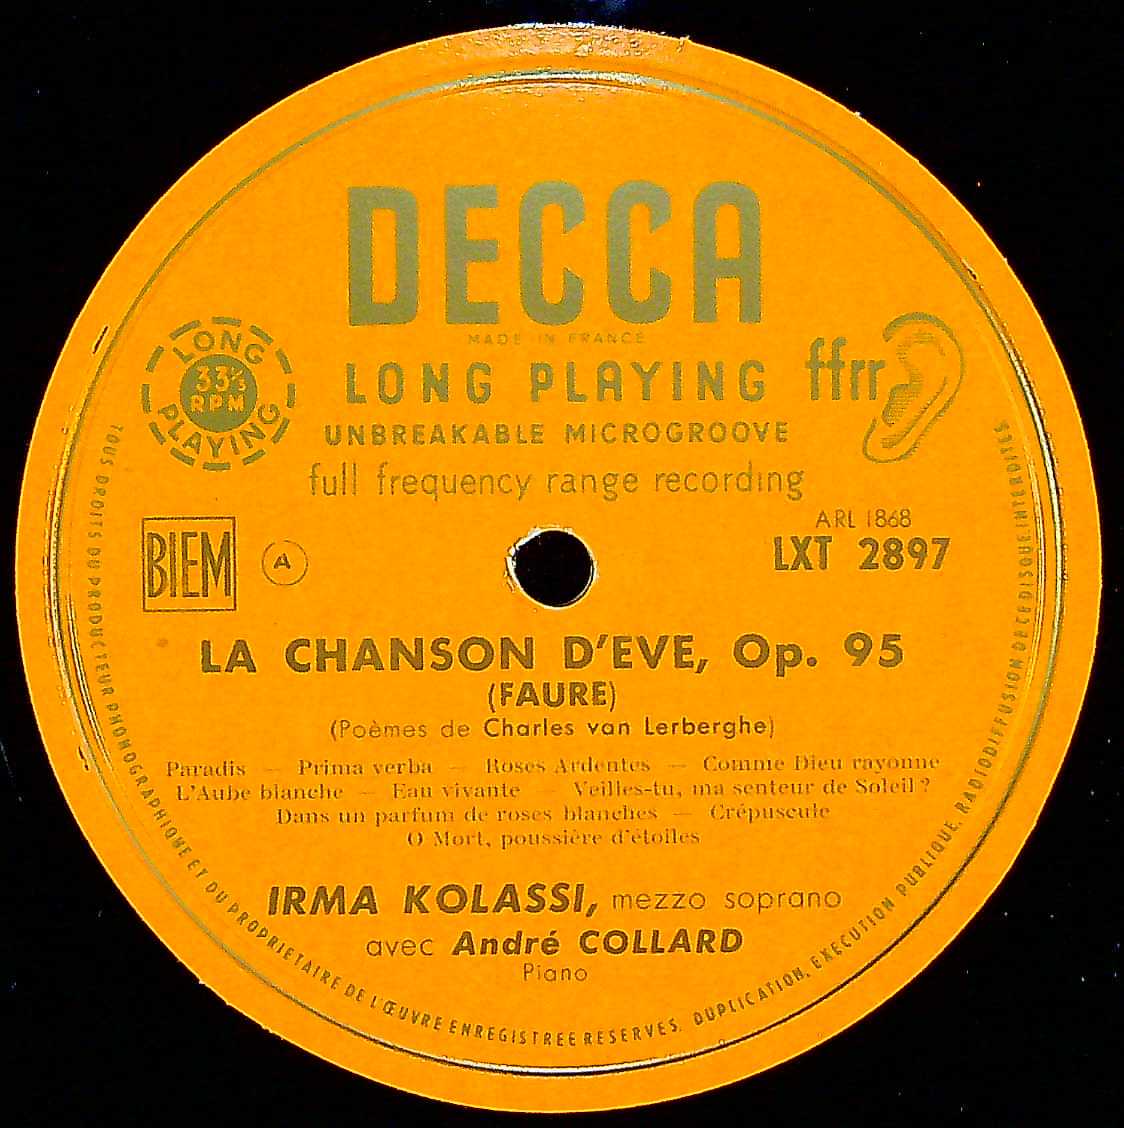 DECCA
MADE IN FRANCE
LONG PLAYING
33⅓
RPM
LONG PLAYING
ffrr
UNBREAKABLE MICROGROOVE
full frequency range recording
ARL 1868
BIEM
A
LXT 2897
LA CHANSON D'EVE, Op. 95
(FAURE)
(Poèmes de Charles van Lerberghe)
Paradis — Prima verba — Roses Ardentes — Comme Dieu rayonne
L'Aube blanche — Eau vivante — Veilles-tu, ma senteur de Soleil ?
Dans un parfum de roses blanches — Crépuscule
O Mort, poussière d'étoiles
IRMA KOLASSI, mezzo soprano
avec André COLLARD
Piano
TOUS DROITS DU PRODUCTEUR PHONOGRAPHIQUE ET DU PROPRIETAIRE DE L'ŒUVRE ENREGISTREE RESERVES. DUPLICATION, EXECUTION PUBLIQUE, RADIODIFFUSION DE CE DISQUE INTERDITES